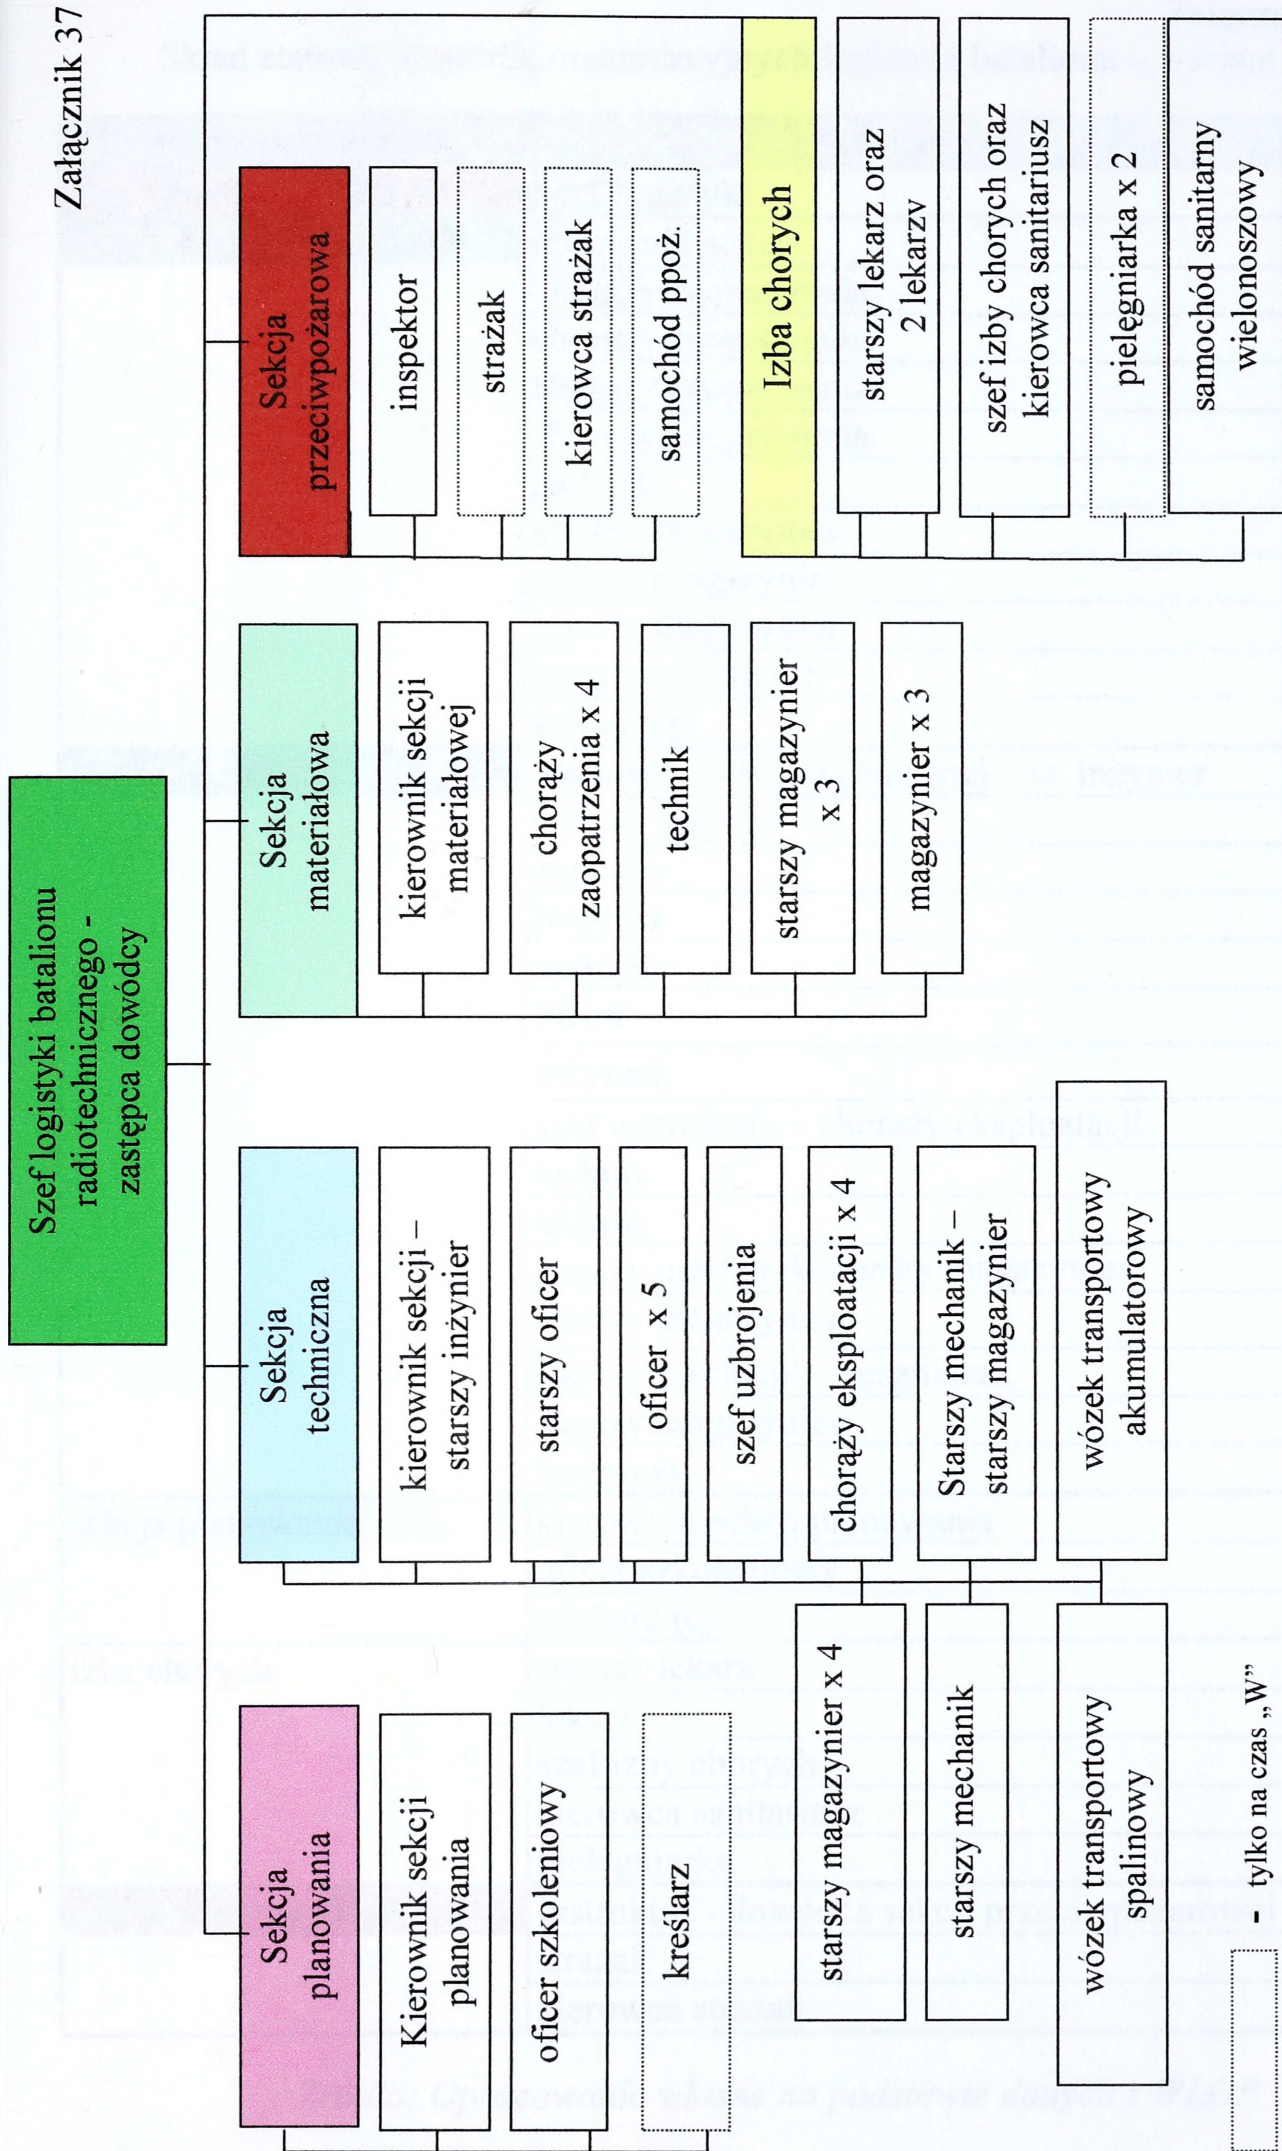 Załącznik 37
Szef logistyki batalionu
radiotechnicznego -
zastępca dowódcy
Sekcja
planowania
Kierownik sekcji
planowania
oficer szkoleniowy
kreślarz
Sekcja
techniczna
kierownik sekcji –
starszy inżynier
starszy oficer
oficer x 5
szef uzbrojenia
chorąży eksploatacji x 4
Starszy mechanik –
starszy magazynier
wózek transportowy
akumulatorowy
starszy magazynier x 4
starszy mechanik
wózek transportowy
spalinowy
Sekcja
materiałowa
kierownik sekcji
materiałowej
chorąży
zaopatrzenia x 4
technik
starszy magazynier
x 3
magazynier x 3
Sekcja
przeciwpożarowa
inspektor
strażak
kierowca strażak
samochód ppoż.
Izba chorych
starszy lekarz oraz
2 lekarzy
szef izby chorych oraz
kierowca sanitariusz
pielęgniarka x 2
samochód sanitarny
wielonoszowy
- tylko na czas „W”